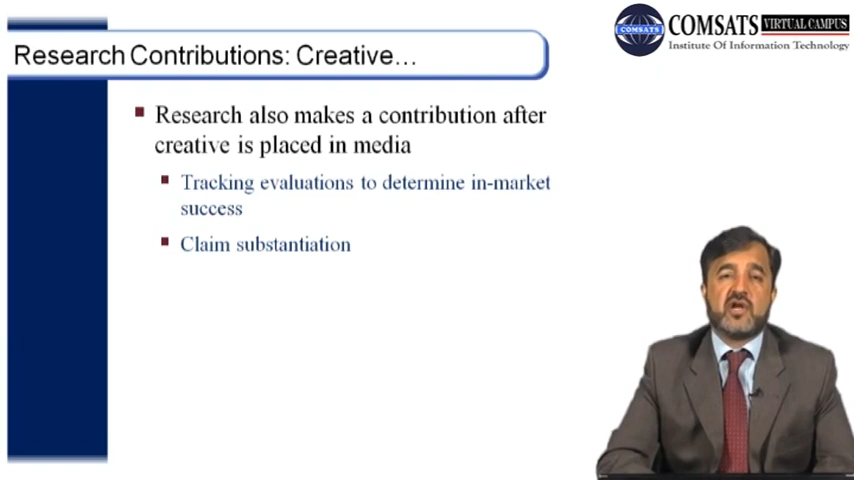 COMSATS VIRTUAL CAMPUS
COMSATS
Institute Of Information Technology
Research Contributions: Creative...
Research also makes a contribution after
creative is placed in media
Tracking evaluations to determine in-market
success
Claim substantiation